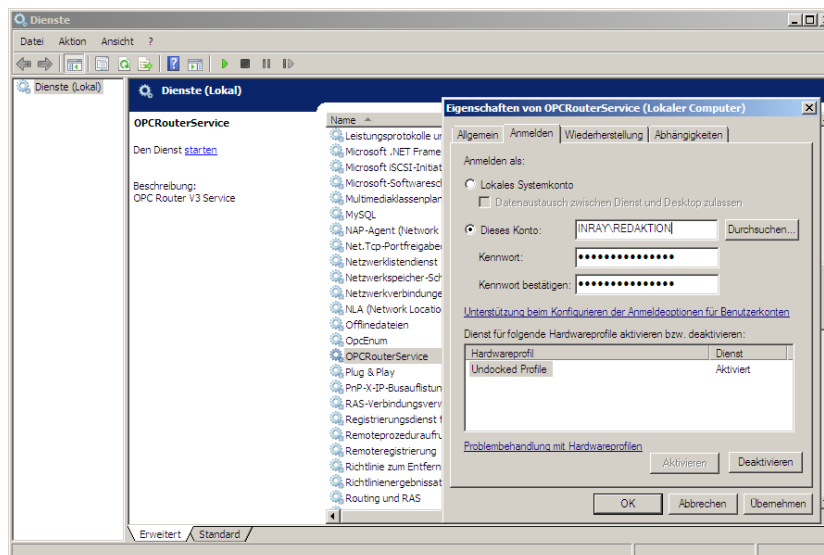 Dienste
Datei Aktion Ansicht ?
Dienste (Lokal)
Dienste (Lokal)
OPCRouterService
Den Dienst starten
Beschreibung:
OPC Router V3 Service
Name
Leistungsprotokolle ur
Microsoft .NET Frame
Microsoft iSCSI-Initiat
Microsoft-Softwaresch
Multimediaklassenplar
MySQL
NAP-Agent (Network
Net.Tcp-Portfreigabe
Netzwerklistendienst
Netzwerkspeicher-Sch
Netzwerkverbindunge
NLA (Network Locatio
Offlinedateien
OpcEnum
OPCRouterService
Plug & Play
PnP-X-IP-Busauflistun
RAS-Verbindungsverw
Registrierungsdienst f
Remoteprozeduraufru
Remoteregistrierung
Richtlinie zum Entfern
Richtlinienergebnissat
Routing und RAS
Erweitert Standard
Eigenschaften von OPCRouterService (Lokaler Computer)
Allgemein Anmelden Wiederherstellung Abhängigkeiten
Anmelden als:
Lokales Systemkonto
Datenaustausch zwischen Dienst und Desktop zulassen
Dieses Konto: INRAY\REDAKTION Durchsuchen...
Kennwort: •••••••••••••••
Kennwort bestätigen: •••••••••••••••
Unterstützung beim Konfigurieren der Anmeldeoptionen für Benutzerkonten
Dienst für folgende Hardwareprofile aktivieren bzw. deaktivieren:
Hardwareprofil Dienst
Undocked Profile Aktiviert
Problembehandlung mit Hardwareprofilen
Aktivieren Deaktivieren
OK Abbrechen Übernehmen